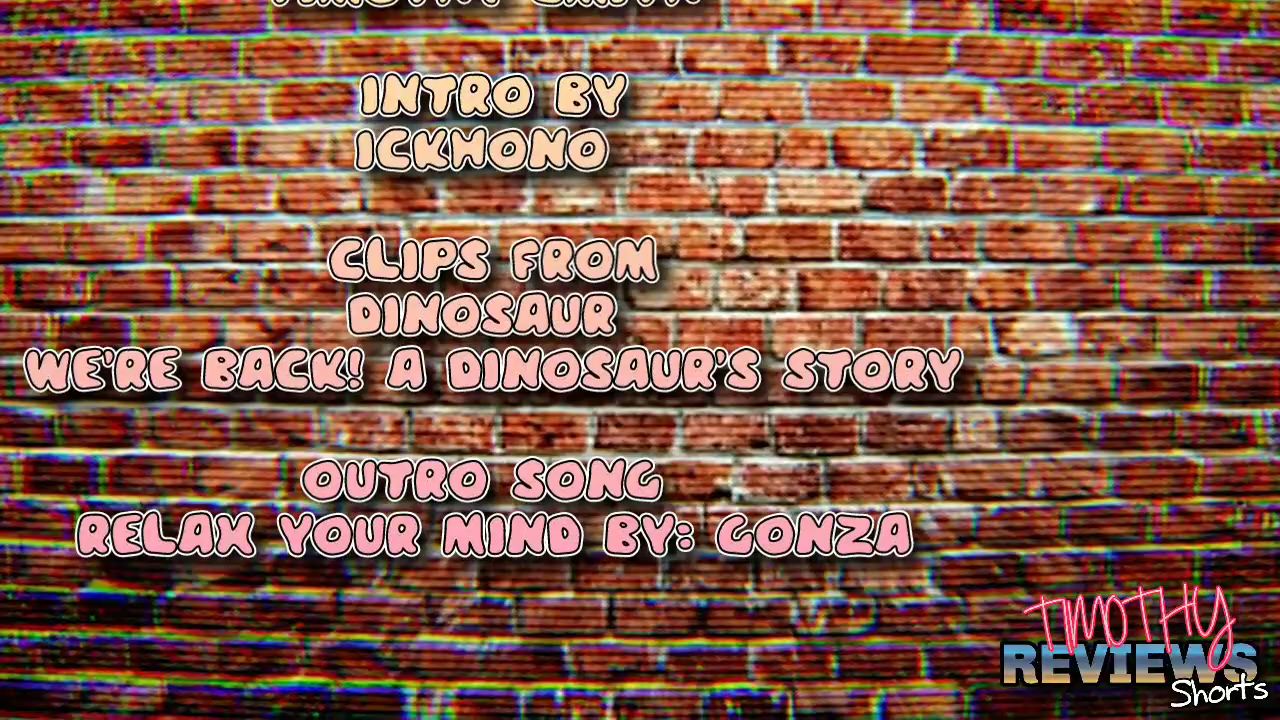 INTRO BY
ICKHONO
CLIPS FROM
DINOSAUR
WE'RE BACK! A DINOSAUR'S STORY
OUTRO SONG
RELAX YOUR MIND BY: GONZA
TIMOTHY
REVIEWS
Shorts